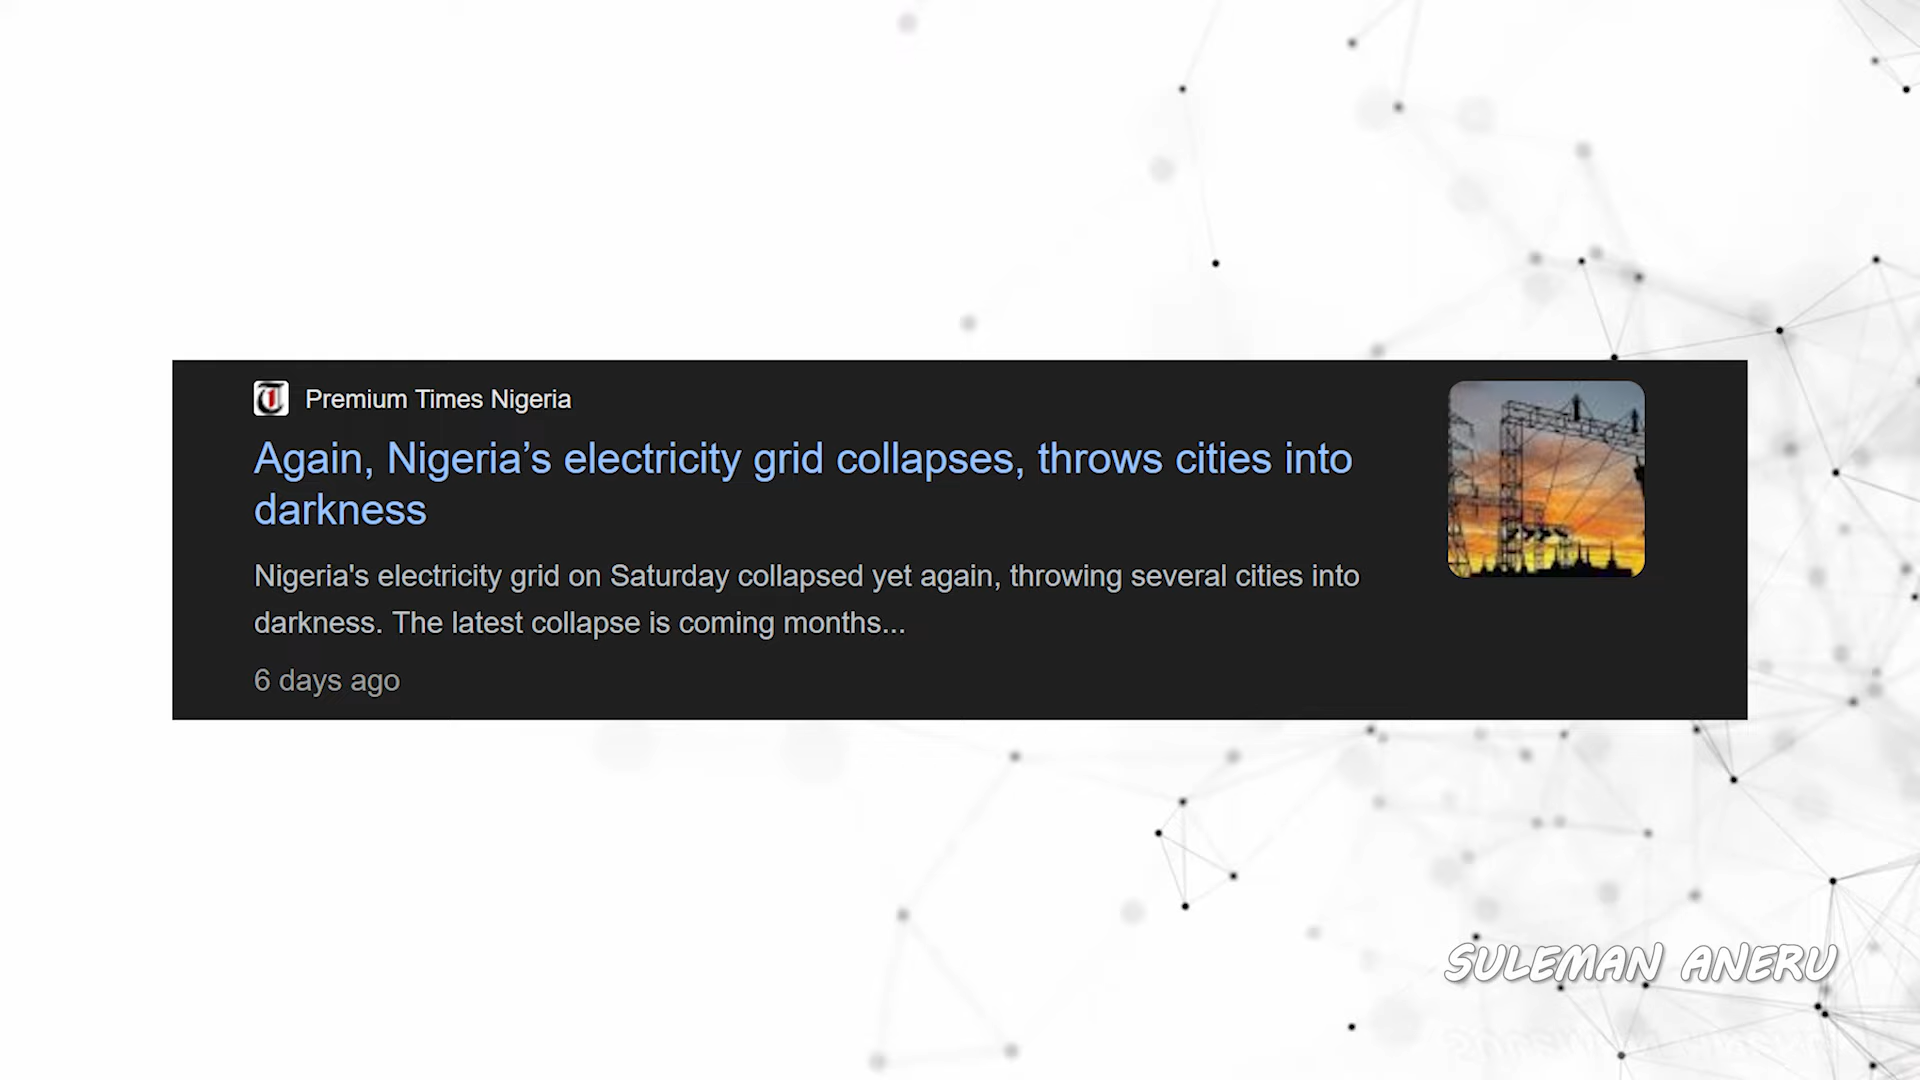 Premium Times Nigeria
Again, Nigeria’s electricity grid collapses, throws cities into
darkness
Nigeria's electricity grid on Saturday collapsed yet again, throwing several cities into
darkness. The latest collapse is coming months...
6 days ago
SULEMAN ANERU